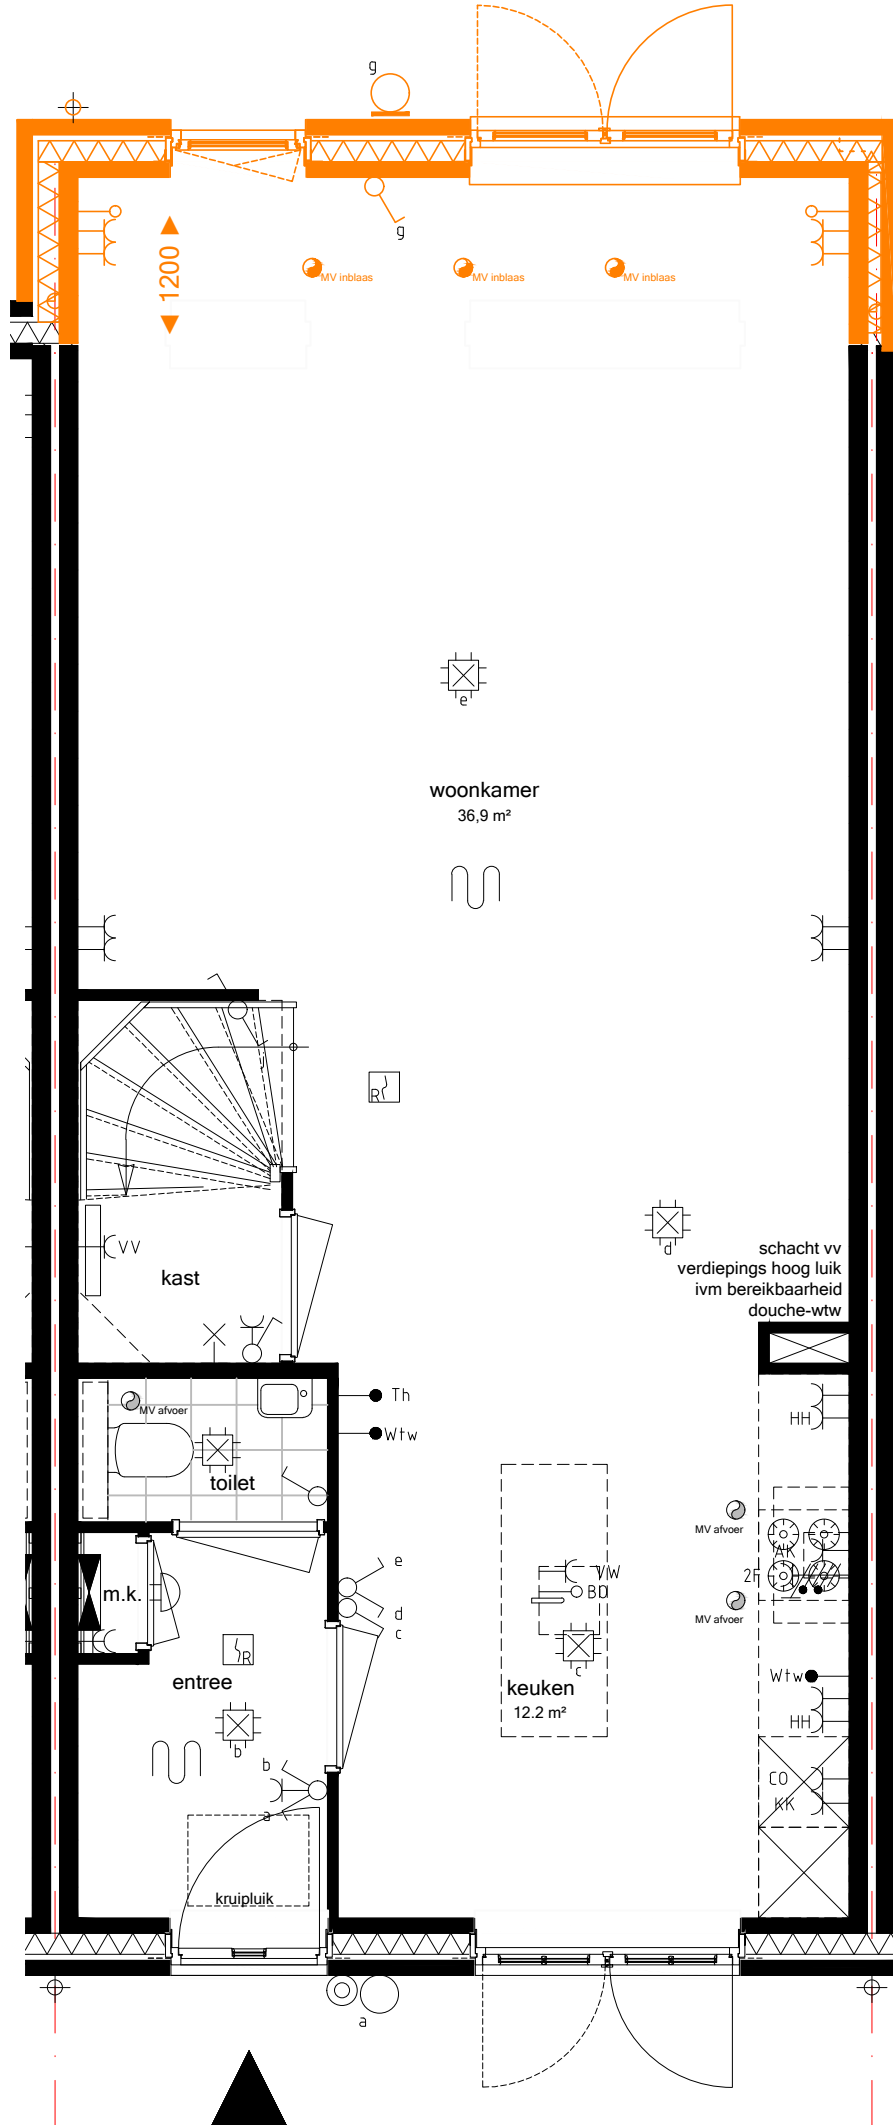 g
g
1200
MV inblaas
MV inblaas
MV inblaas
e
woonkamer
36,9 m²
R
d
VV
kast
schacht vv
verdiepings hoog luik
ivm bereikbaarheid
douche-wtw
Th
Wtw
MV afvoer
toilet
HH
MV afvoer
AK
2F
MV afvoer
e
d
c
VW
BD
c
m.k.
R
entree
keuken
12.2 m²
Wtw
HH
b
b
a
CO
KK
kruipluik
a